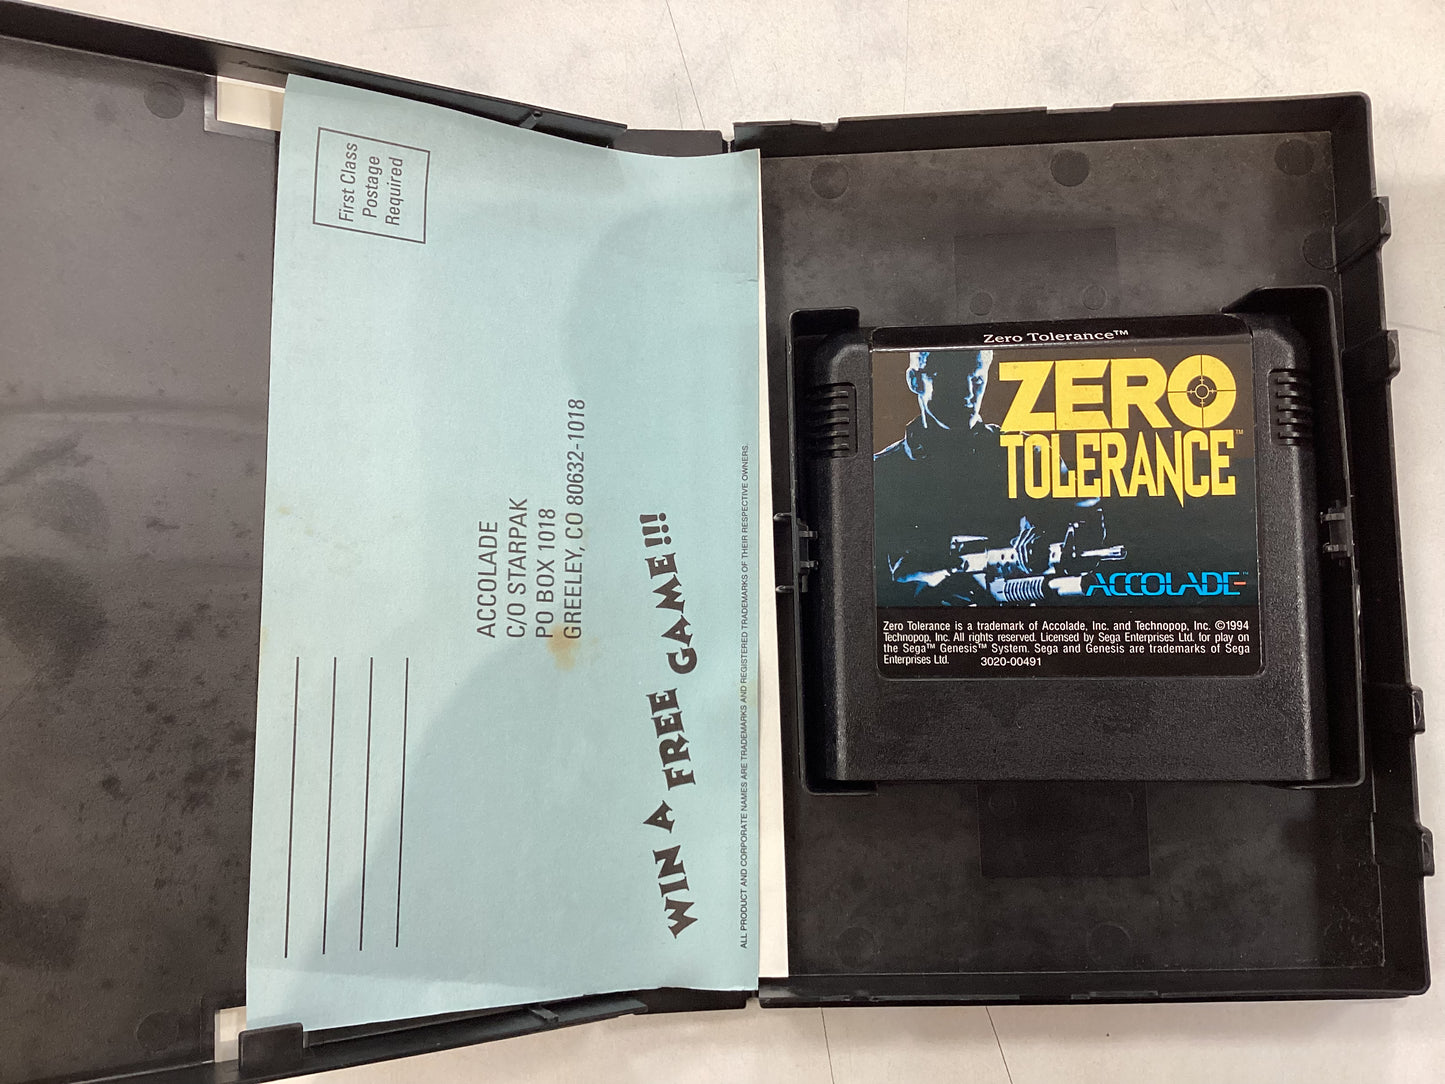 First Class
Postage
Required
ACCOLADE
C/O STARPAK
PO BOX 1018
GREELEY, CO 80632-1018
WIN A FREE GAME!!!
ALL PRODUCT AND CORPORATE NAMES ARE TRADEMARKS AND REGISTERED TRADEMARKS OF THEIR RESPECTIVE OWNERS.
Zero Tolerance™
ZERO
TOLERANCE™
ACCOLADE™
Zero Tolerance is a trademark of Accolade, Inc. and Technopop, Inc. ©1994
Technopop, Inc. All rights reserved. Licensed by Sega Enterprises Ltd. for play on
the Sega™ Genesis™ System. Sega and Genesis are trademarks of Sega
Enterprises Ltd. 3020-00491